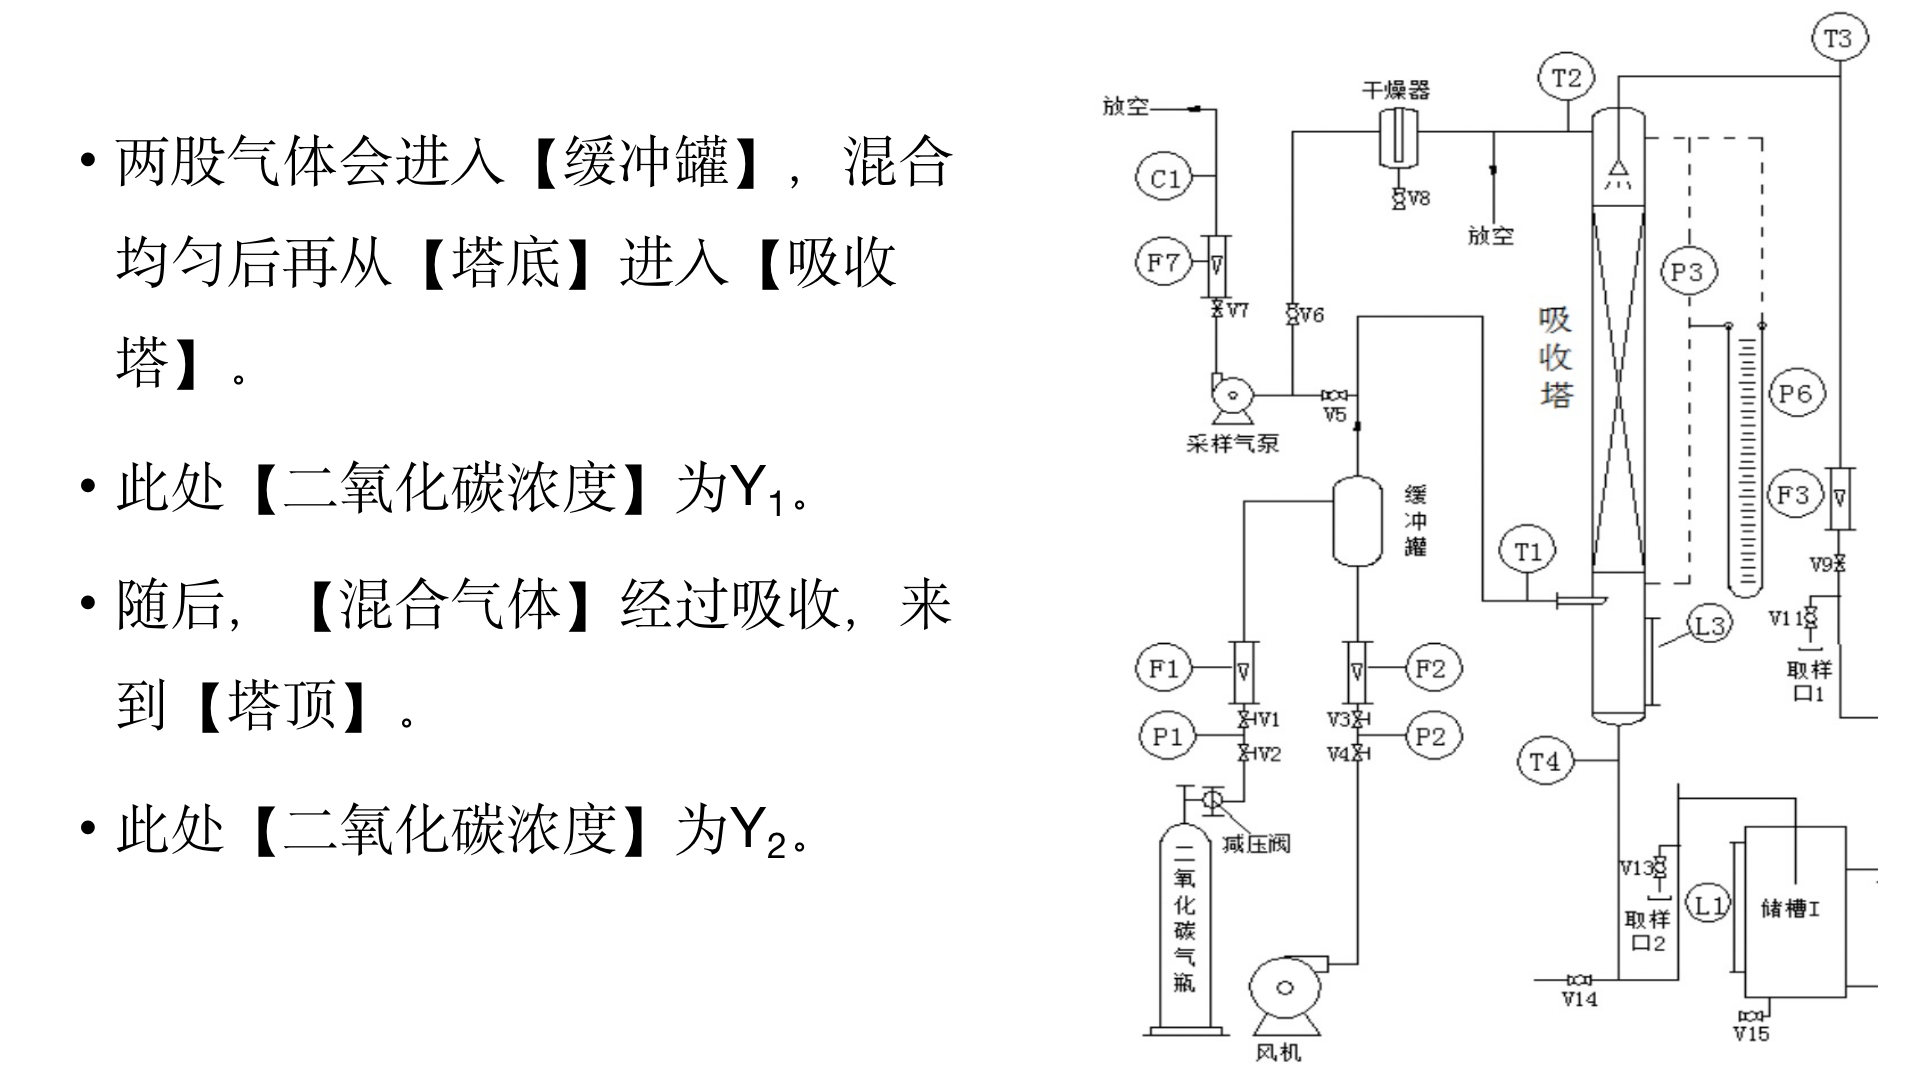 • 两股气体会进入【缓冲罐】，混合
均匀后再从【塔底】进入【吸收
塔】。
• 此处【二氧化碳浓度】为Y₁。
• 随后，【混合气体】经过吸收，来
到【塔顶】。
• 此处【二氧化碳浓度】为Y₂。
T3
T2
干燥器
放空
C1
V8
放空
F7
P3
V7
V6
吸
收
塔
P6
V5
采样气泵
缓
冲
罐
F3
T1
V9
V11
L3
取样
口1
F1
F2
V1
V3
P1
P2
V2
V4
T4
减压阀
二
氧
化
碳
气
瓶
V13
取样
口2
L1
储槽I
V14
V15
风机